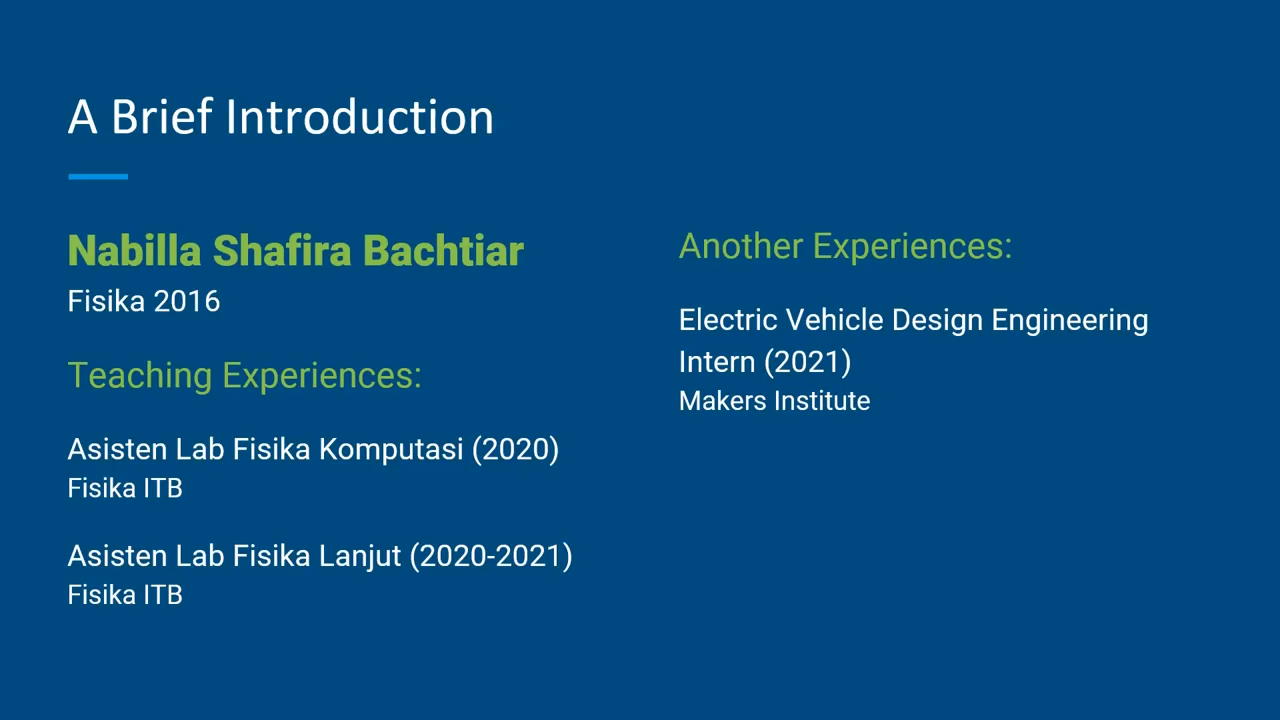 A Brief Introduction
Nabilla Shafira Bachtiar
Fisika 2016
Teaching Experiences:
Asisten Lab Fisika Komputasi (2020)
Fisika ITB
Asisten Lab Fisika Lanjut (2020-2021)
Fisika ITB
Another Experiences:
Electric Vehicle Design Engineering
Intern (2021)
Makers Institute